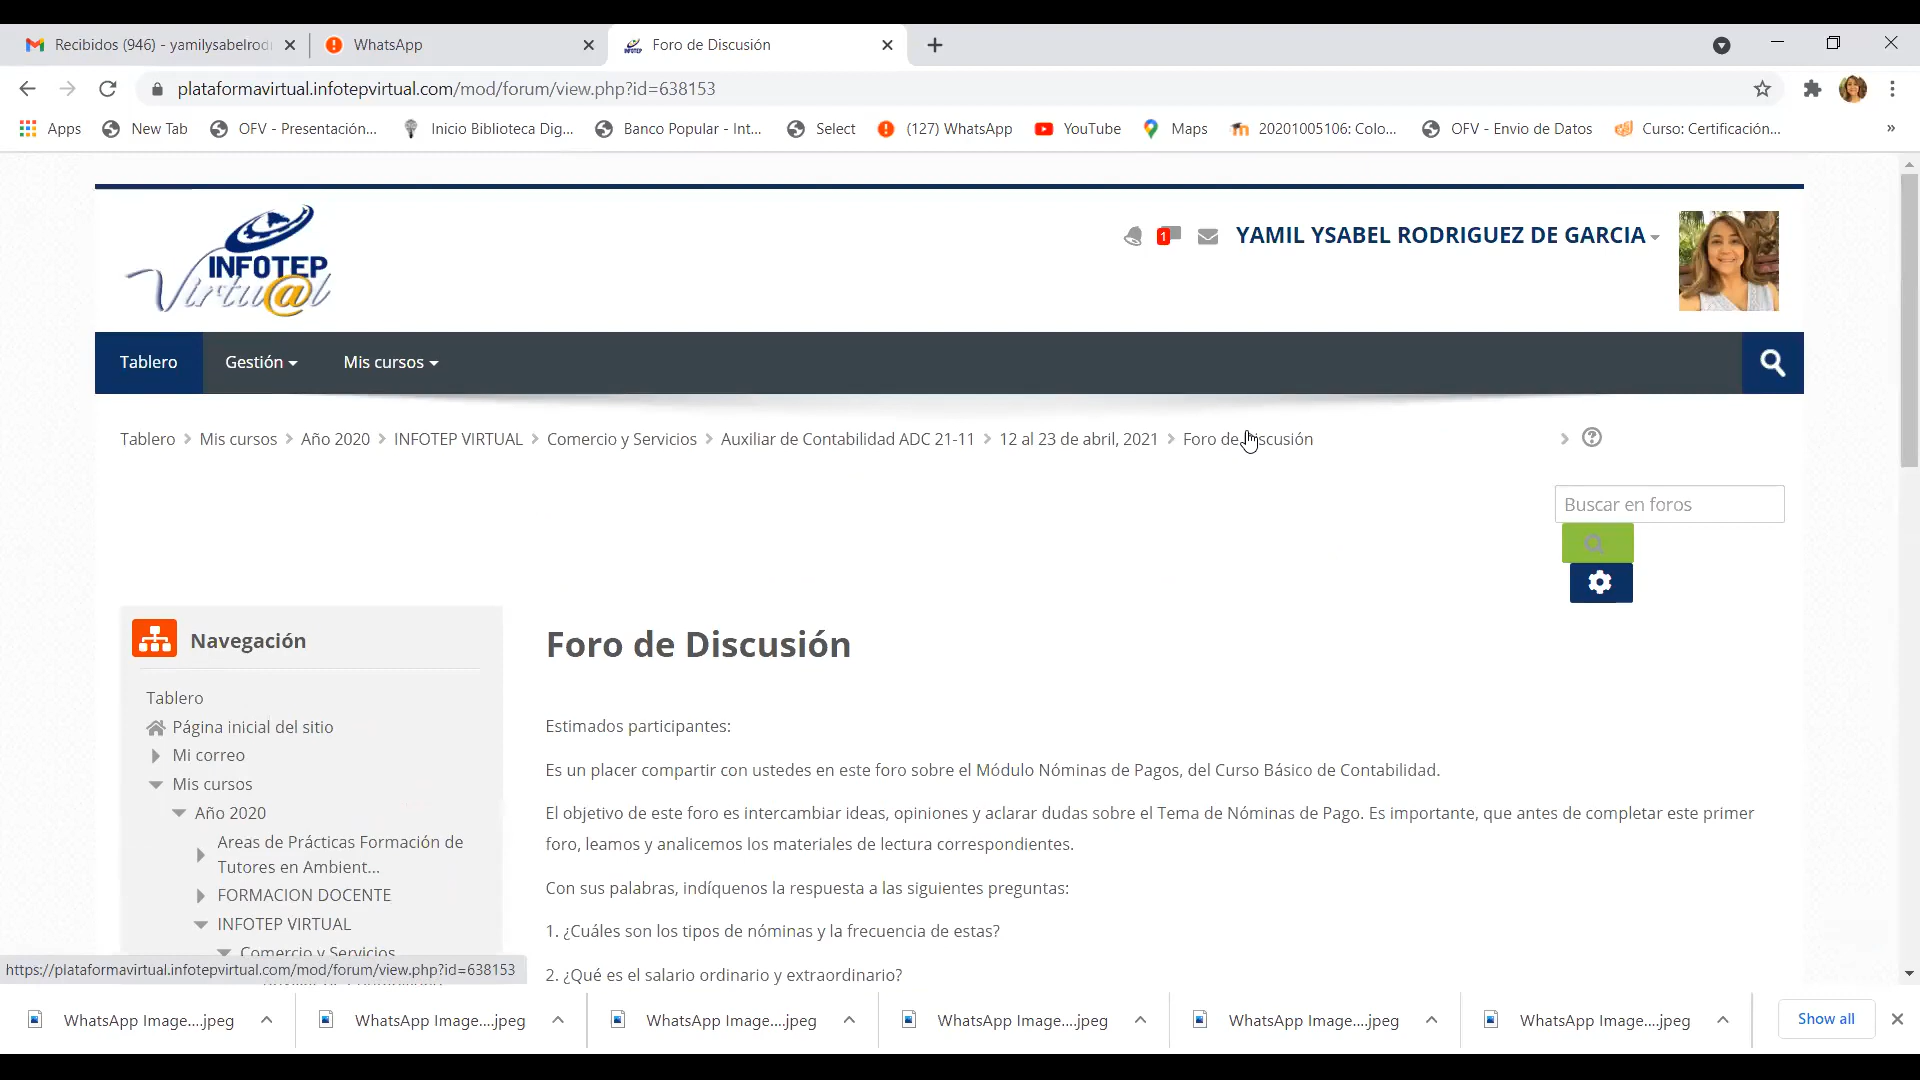 Recibidos (946) - yamilysabelrod
WhatsApp
Foro de Discusión
plataformavirtual.infotepvirtual.com/mod/forum/view.php?id=638153
Apps
New Tab
OFV - Presentación...
Inicio Biblioteca Dig...
Banco Popular - Int...
Select
(127) WhatsApp
YouTube
Maps
20201005106: Colo...
OFV - Envio de Datos
Curso: Certificación...
INFOTEP
Virtu@l
1
YAMIL YSABEL RODRIGUEZ DE GARCIA
Tablero
Gestión
Mis cursos
Tablero > Mis cursos > Año 2020 > INFOTEP VIRTUAL > Comercio y Servicios > Auxiliar de Contabilidad ADC 21-11 > 12 al 23 de abril, 2021 > Foro de Discusión
Buscar en foros
Navegación
Tablero
Página inicial del sitio
Mi correo
Mis cursos
Año 2020
Areas de Prácticas Formación de
Tutores en Ambient...
FORMACION DOCENTE
INFOTEP VIRTUAL
Comercio y Servicios
Foro de Discusión
Estimados participantes:
Es un placer compartir con ustedes en este foro sobre el Módulo Nóminas de Pagos, del Curso Básico de Contabilidad.
El objetivo de este foro es intercambiar ideas, opiniones y aclarar dudas sobre el Tema de Nóminas de Pago. Es importante, que antes de completar este primer
foro, leamos y analicemos los materiales de lectura correspondientes.
Con sus palabras, indíquenos la respuesta a las siguientes preguntas:
1. ¿Cuáles son los tipos de nóminas y la frecuencia de estas?
2. ¿Qué es el salario ordinario y extraordinario?
https://plataformavirtual.infotepvirtual.com/mod/forum/view.php?id=638153
WhatsApp Image....jpeg
WhatsApp Image....jpeg
WhatsApp Image....jpeg
WhatsApp Image....jpeg
WhatsApp Image....jpeg
WhatsApp Image....jpeg
Show all